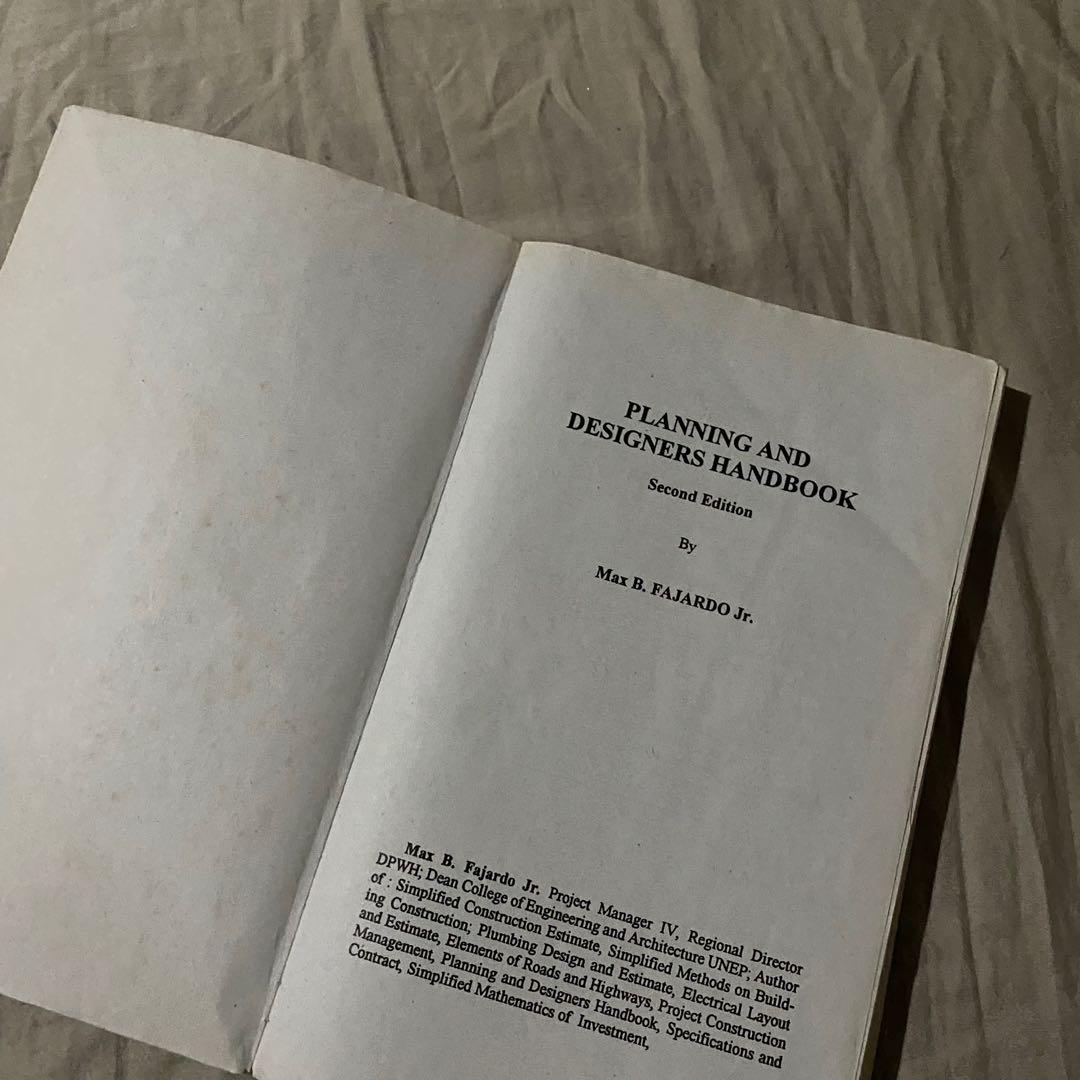 PLANNING AND
DESIGNERS HANDBOOK
Second Edition
By
Max B. FAJARDO Jr.
Max B. Fajardo Jr. Project Manager IV, Regional Director
DPWH; Dean College of Engineering and Architecture UNEP; Author
of : Simplified Construction Estimate, Simplified Methods on Build-
ing Construction; Plumbing Design and Estimate, Electrical Layout
and Estimate, Elements of Roads and Highways, Project Construction
Management, Planning and Designers Handbook, Specifications and
Contract, Simplified Mathematics of Investment,